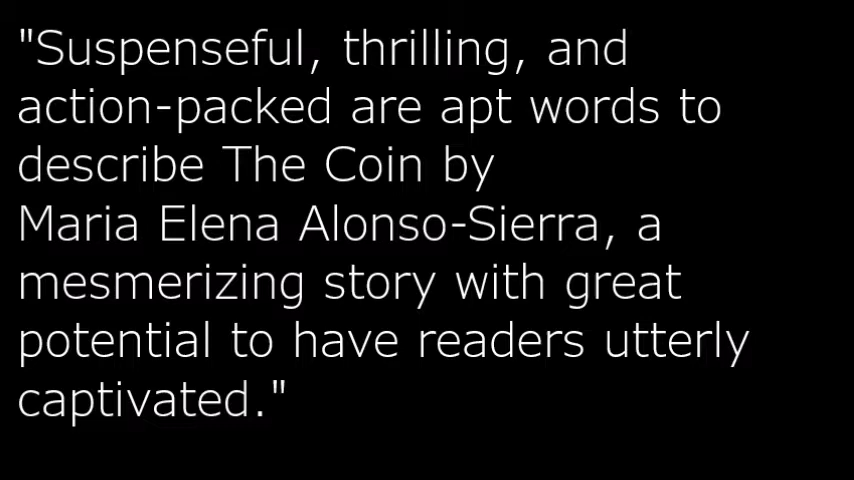 "Suspenseful, thrilling, and
action-packed are apt words to
describe The Coin by
Maria Elena Alonso-Sierra, a
mesmerizing story with great
potential to have readers utterly
captivated."